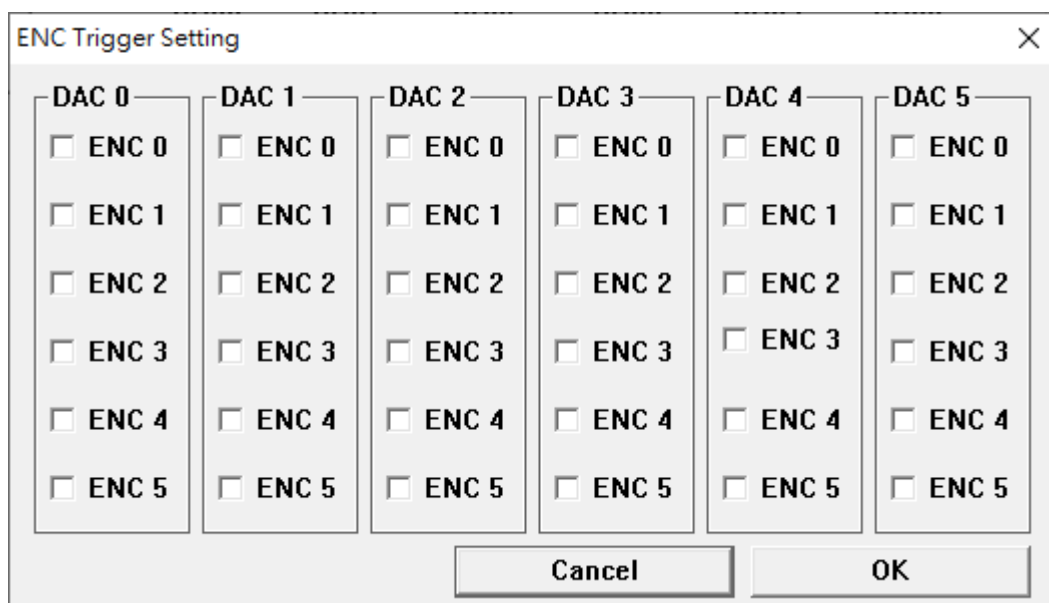 ENC Trigger Setting
DAC 0 DAC 1 DAC 2 DAC 3 DAC 4 DAC 5
ENC 0 ENC 0 ENC 0 ENC 0 ENC 0 ENC 0
ENC 1 ENC 1 ENC 1 ENC 1 ENC 1 ENC 1
ENC 2 ENC 2 ENC 2 ENC 2 ENC 2 ENC 2
ENC 3 ENC 3 ENC 3 ENC 3 ENC 3 ENC 3
ENC 4 ENC 4 ENC 4 ENC 4 ENC 4 ENC 4
ENC 5 ENC 5 ENC 5 ENC 5 ENC 5 ENC 5
Cancel OK